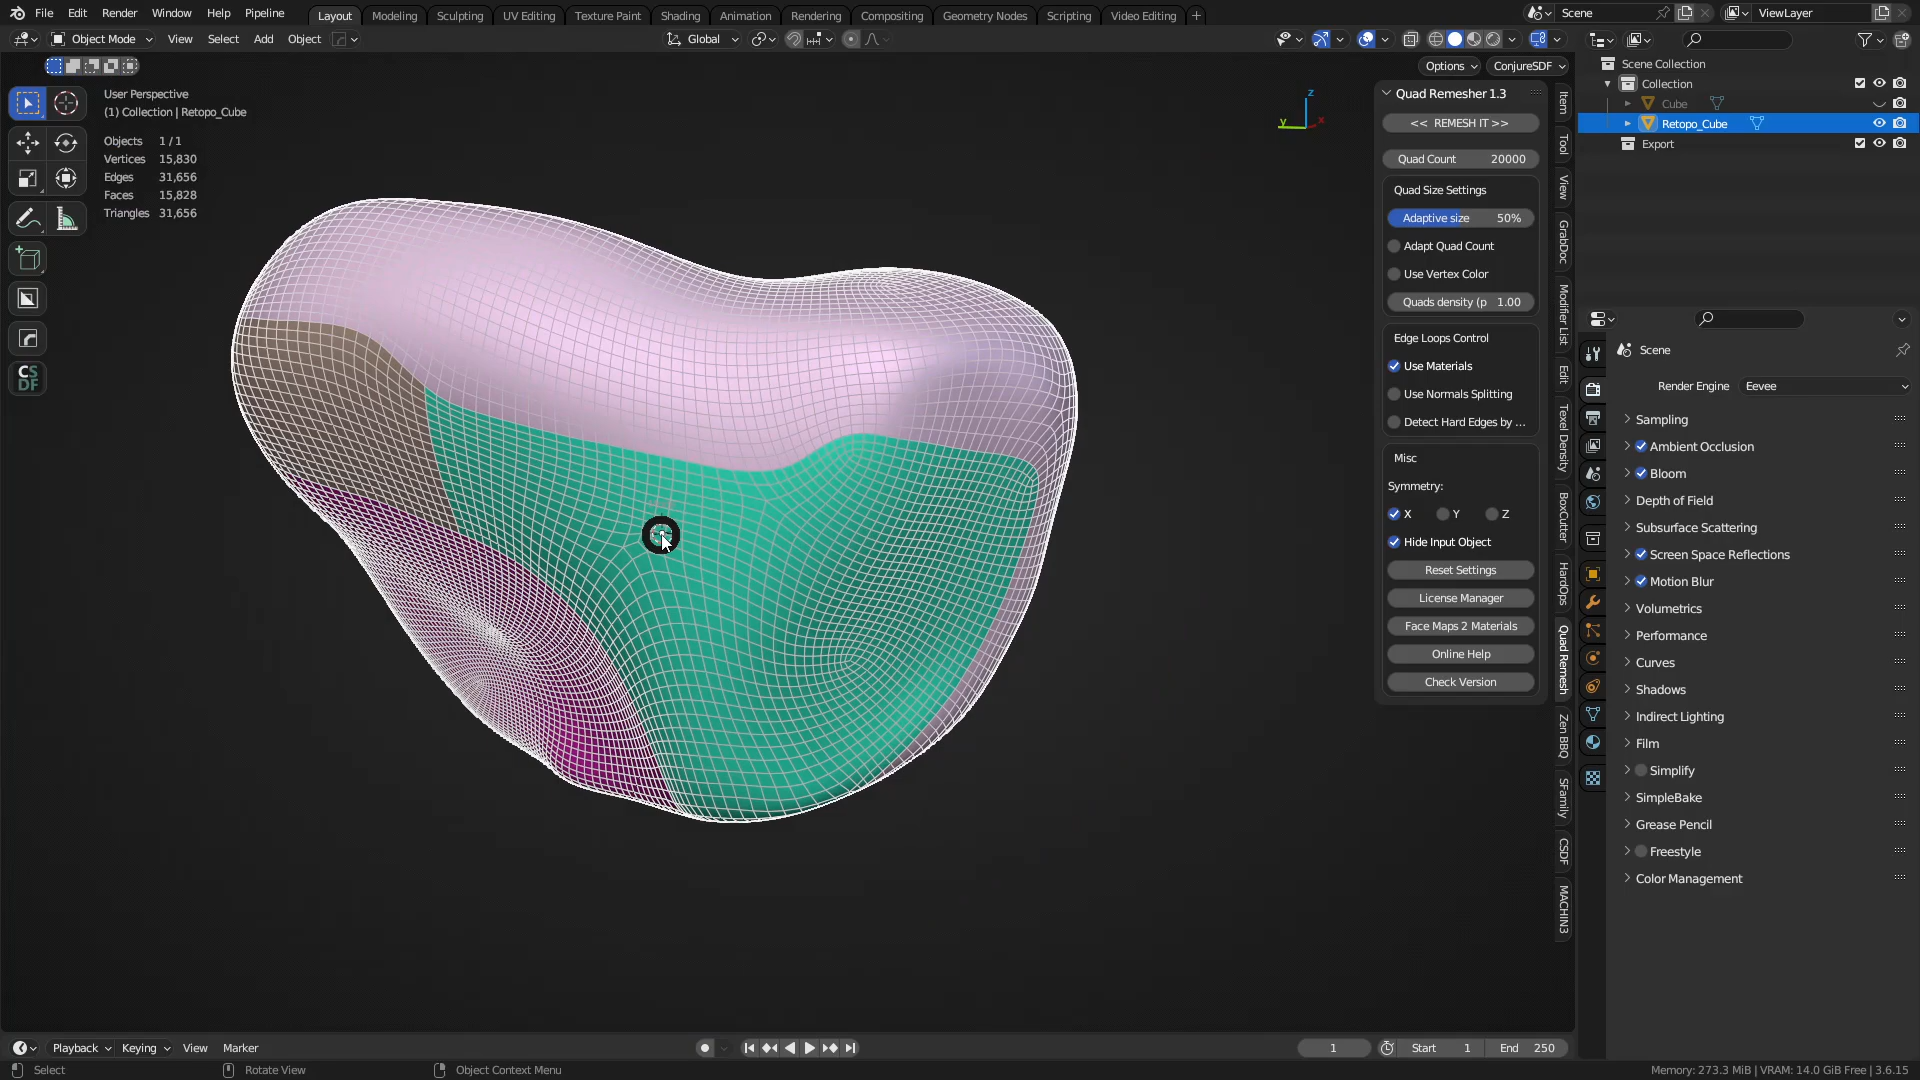 File Edit Render Window Help Pipeline Layout Modeling Sculpting UV Editing Texture Paint Shading Animation Rendering Compositing Geometry Nodes Scripting Video Editing + Scene ViewLayer
Object Mode View Select Add Object Global
Options ConjureSDF
User Perspective
(1) Collection | Retopo_Cube
Objects 1 / 1
Vertices 15,830
Edges 31,656
Faces 15,828
Triangles 31,656
CS
DF
Z
Y
X
Quad Remesher 1.3
<< REMESH IT >>
Quad Count 20000
Quad Size Settings
Adaptive size 50%
Adapt Quad Count
Use Vertex Color
Quads density (p 1.00
Edge Loops Control
Use Materials
Use Normals Splitting
Detect Hard Edges by ...
Misc
Symmetry:
X Y Z
Hide Input Object
Reset Settings
License Manager
Face Maps 2 Materials
Online Help
Check Version
Item
Tool
View
GrabDoc
Modifier List
Edit
Texel Density
BoxCutter
HardOps
Quad Remesh
Zen BBQ
SFamily
CSDF
MACHIN3
Scene Collection
Collection
Cube
Retopo_Cube
Export
Scene
Render Engine Eevee
Sampling
Ambient Occlusion
Bloom
Depth of Field
Subsurface Scattering
Screen Space Reflections
Motion Blur
Volumetrics
Performance
Curves
Shadows
Indirect Lighting
Film
Simplify
SimpleBake
Grease Pencil
Freestyle
Color Management
Playback Keying View Marker 1 Start 1 End 250
Select Rotate View Object Context Menu Memory: 273.3 MiB | VRAM: 14.0 GiB Free | 3.6.15